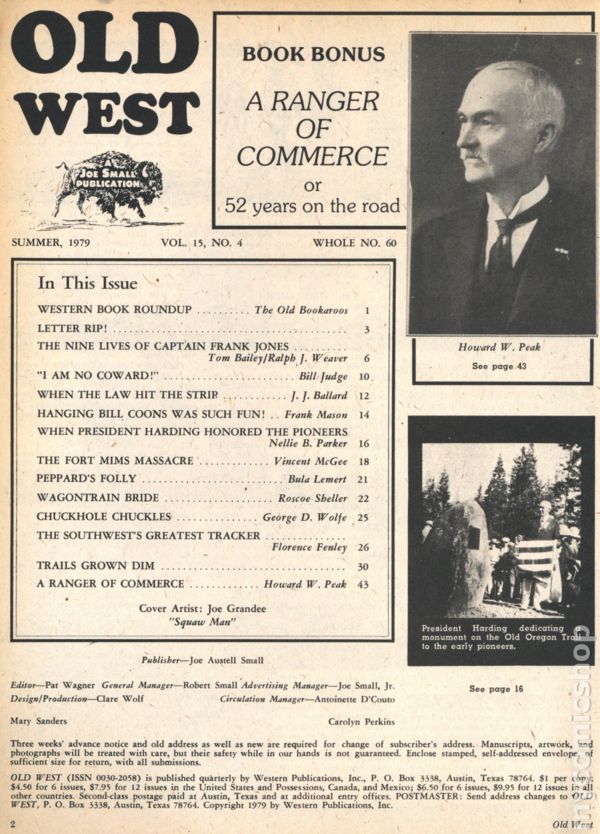 OLD
WEST
A
JOE SMALL
PUBLICATION
BOOK BONUS
A RANGER
OF
COMMERCE
or
52 years on the road
SUMMER, 1979 VOL. 15, NO. 4 WHOLE NO. 60
Howard W. Peak
See page 43
In This Issue
WESTERN BOOK ROUNDUP .......... The Old Bookaroos 1
LETTER RIP! .......... 3
THE NINE LIVES OF CAPTAIN FRANK JONES ..........
Tom Bailey/Ralph J. Weaver 6
"I AM NO COWARD!" .......... Bill Judge 10
WHEN THE LAW HIT THE STRIP .......... J. J. Ballard 12
HANGING BILL COONS WAS SUCH FUN! .. Frank Mason 14
WHEN PRESIDENT HARDING HONORED THE PIONEERS
Nellie B. Parker 16
THE FORT MIMS MASSACRE .......... Vincent McGee 18
PEPPARD'S FOLLY .......... Bula Lemert 21
WAGONTRAIN BRIDE .......... Roscoe Sheller 22
CHUCKHOLE CHUCKLES .......... George D. Wolfe 25
THE SOUTHWEST'S GREATEST TRACKER ..........
Florence Fenley 26
TRAILS GROWN DIM .......... 30
A RANGER OF COMMERCE .......... Howard W. Peak 43
Cover Artist: Joe Grandee
"Squaw Man"
President Harding dedicating a
monument on the Old Oregon Trail
to the early pioneers.
See page 16
Publisher—Joe Austell Small
Editor—Pat Wagner General Manager—Robert Small Advertising Manager—Joe Small, Jr.
Design/Production—Clare Wolf Circulation Manager—Antoinette D'Couto
Mary Sanders Carolyn Perkins
Three weeks' advance notice and old address as well as new are required for change of subscriber's address. Manuscripts, artwork, and
photographs will be treated with care, but their safety while in our hands is not guaranteed. Enclose stamped, self-addressed envelope, of
sufficient size for return, with all submissions.
OLD WEST (ISSN 0030-2058) is published quarterly by Western Publications, Inc., P. O. Box 3338, Austin, Texas 78764. $1 per copy;
$4.50 for 6 issues, $7.95 for 12 issues in the United States and Possessions, Canada, and Mexico; $6.50 for 6 issues, $9.95 for 12 issues in all
other countries. Second-class postage paid at Austin, Texas and at additional entry offices. POSTMASTER: Send address changes to OLD
WEST, P. O. Box 3338, Austin, Texas 78764. Copyright 1979 by Western Publications, Inc.
2 Old West
mycomicshop